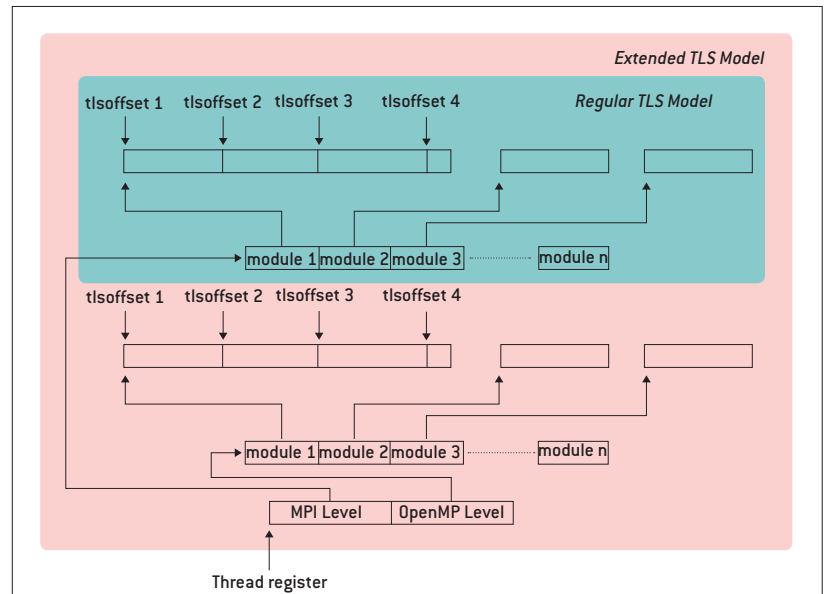 Extended TLS Model
Regular TLS Model
tlsoffset 1 tlsoffset 2 tlsoffset 3 tlsoffset 4
module 1 module 2 module 3 module n
tlsoffset 1 tlsoffset 2 tlsoffset 3 tlsoffset 4
module 1 module 2 module 3 module n
MPI Level OpenMP Level
Thread register